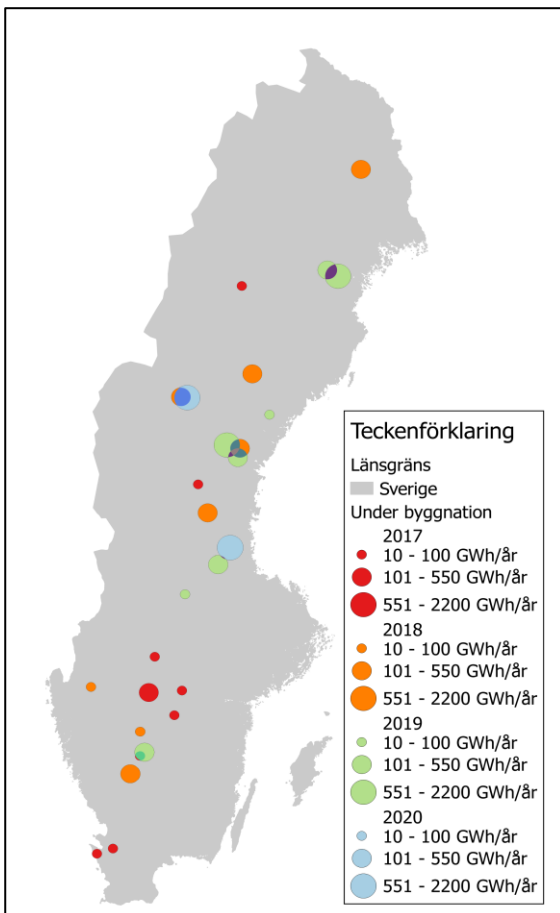 Teckenförklaring
Länsgräns
Sverige
Under byggnation
2017
10 - 100 GWh/år
101 - 550 GWh/år
551 - 2200 GWh/år
2018
10 - 100 GWh/år
101 - 550 GWh/år
551 - 2200 GWh/år
2019
10 - 100 GWh/år
101 - 550 GWh/år
551 - 2200 GWh/år
2020
10 - 100 GWh/år
101 - 550 GWh/år
551 - 2200 GWh/år